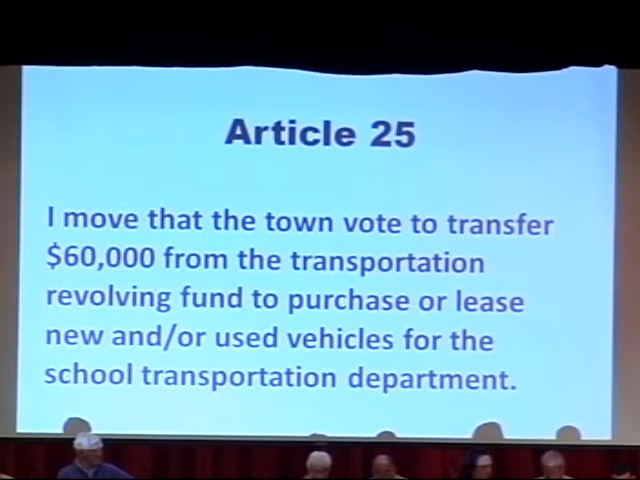 Article 25
I move that the town vote to transfer
$60,000 from the transportation
revolving fund to purchase or lease
new and/or used vehicles for the
school transportation department.